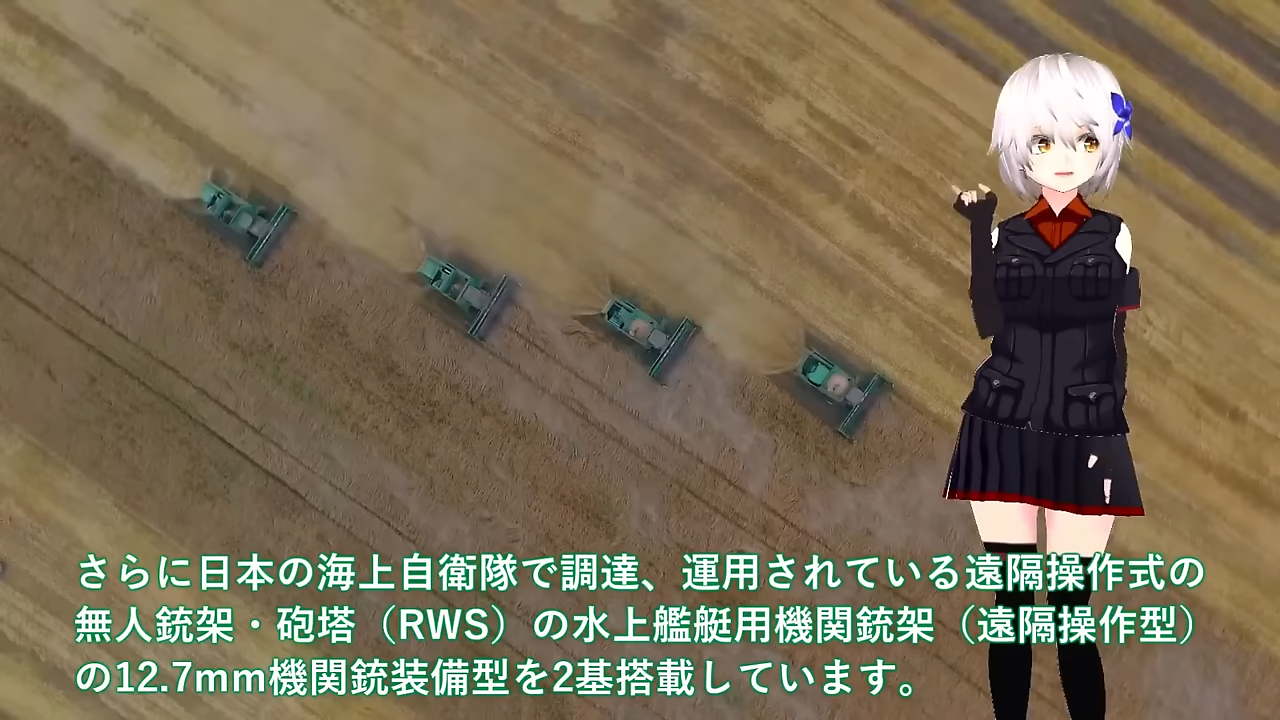 さらに日本の海上自衛隊で調達、運用されている遠隔操作式の
無人銃架・砲塔（RWS）の水上艦艇用機関銃架（遠隔操作型）
の12.7mm機関銃装備型を2基搭載しています。